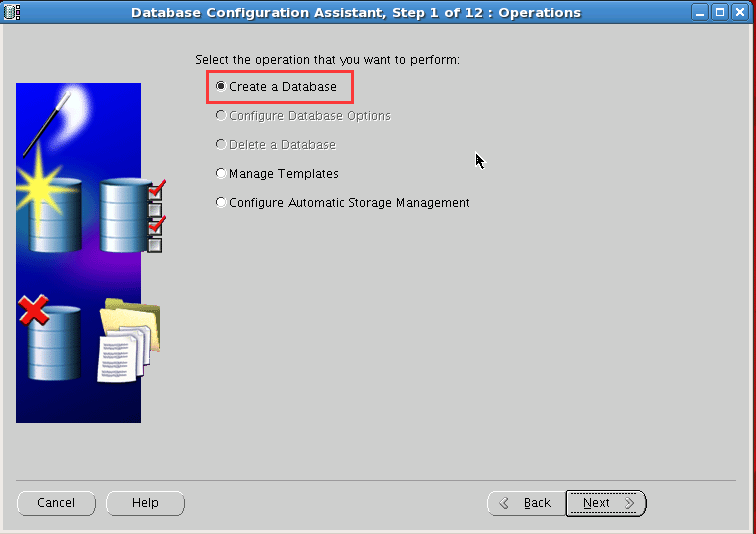 Database Configuration Assistant, Step 1 of 12 : Operations
Select the operation that you want to perform:
Create a Database
Configure Database Options
Delete a Database
Manage Templates
Configure Automatic Storage Management
Cancel
Help
Back
Next